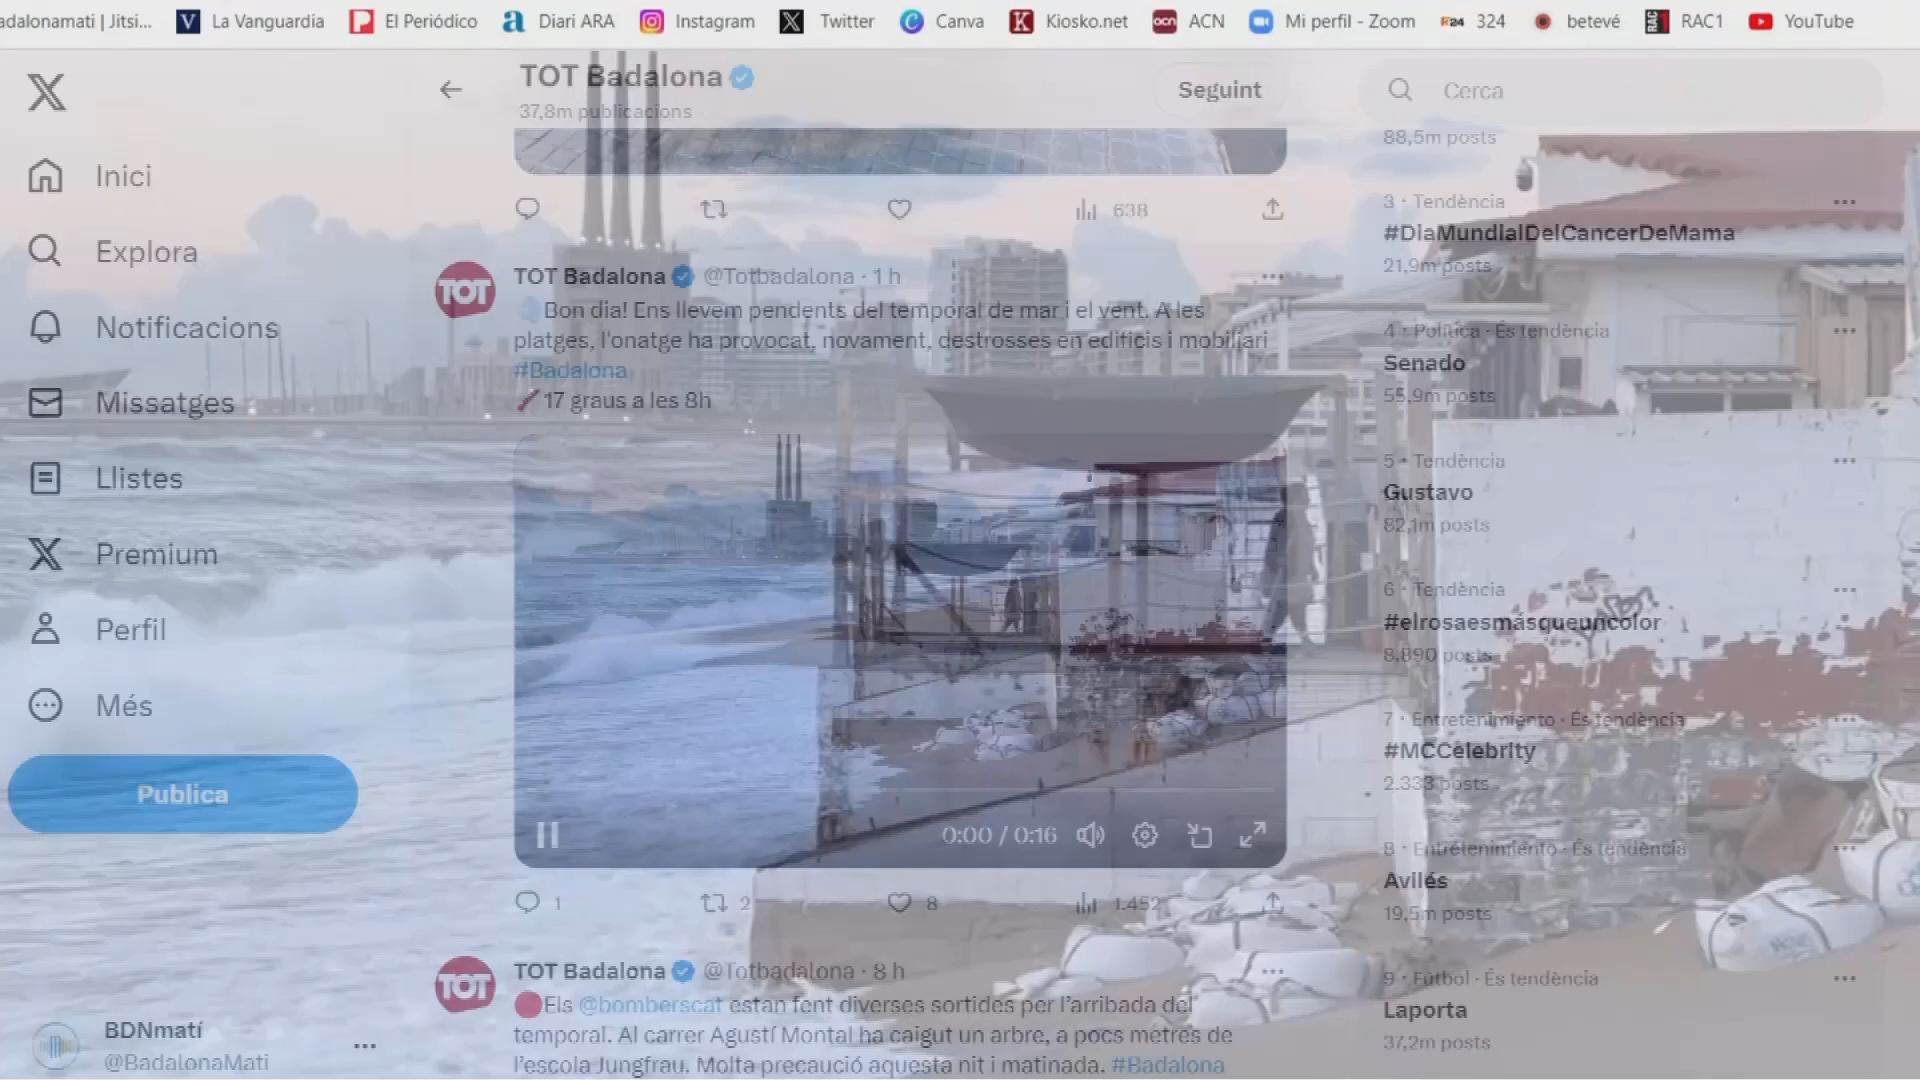 adalonamati | Jitsi... La Vanguardia El Periódico Diari ARA Instagram Twitter Canva Kiosko.net ACN Mi perfil - Zoom 324 betevé RAC1 YouTube
Inici
Explora
Notificacions
Missatges
Llistes
Premium
Perfil
Més
Publica
BDNmatí
@BadalonaMati
TOT Badalona
37,8m publicacions
Seguint
638
TOT
TOT Badalona @Totbadalona · 1 h
Bon dia! Ens llevem pendents del temporal de mar i el vent. A les
platges, l'onatge ha provocat, novament, destrosses en edificis i mobiliari
#Badalona
17 graus a les 8h
0:00 / 0:16
1 2 8 1.452
TOT
TOT Badalona @Totbadalona · 8 h
Els @bomberscat estan fent diverses sortides per l'arribada del
temporal. Al carrer Agustí Montal ha caigut un arbre, a pocs metres de
l'escola Jungfrau. Molta precaució aquesta nit i matinada. #Badalona
Cerca
88,5m posts
3 · Tendència
#DiaMundialDelCancerDeMama
21,9m posts
4 · Política · És tendència
Senado
55,9m posts
5 · Tendència
Gustavo
82,1m posts
6 · Tendència
#elrosaesmásqueuncolor
8.890 posts
7 · Entretenimiento · És tendència
#MCCelebrity
2.333 posts
8 · Entretenimiento · És tendència
Avilés
19,5m posts
9 · Fútbol · És tendència
Laporta
37,2m posts